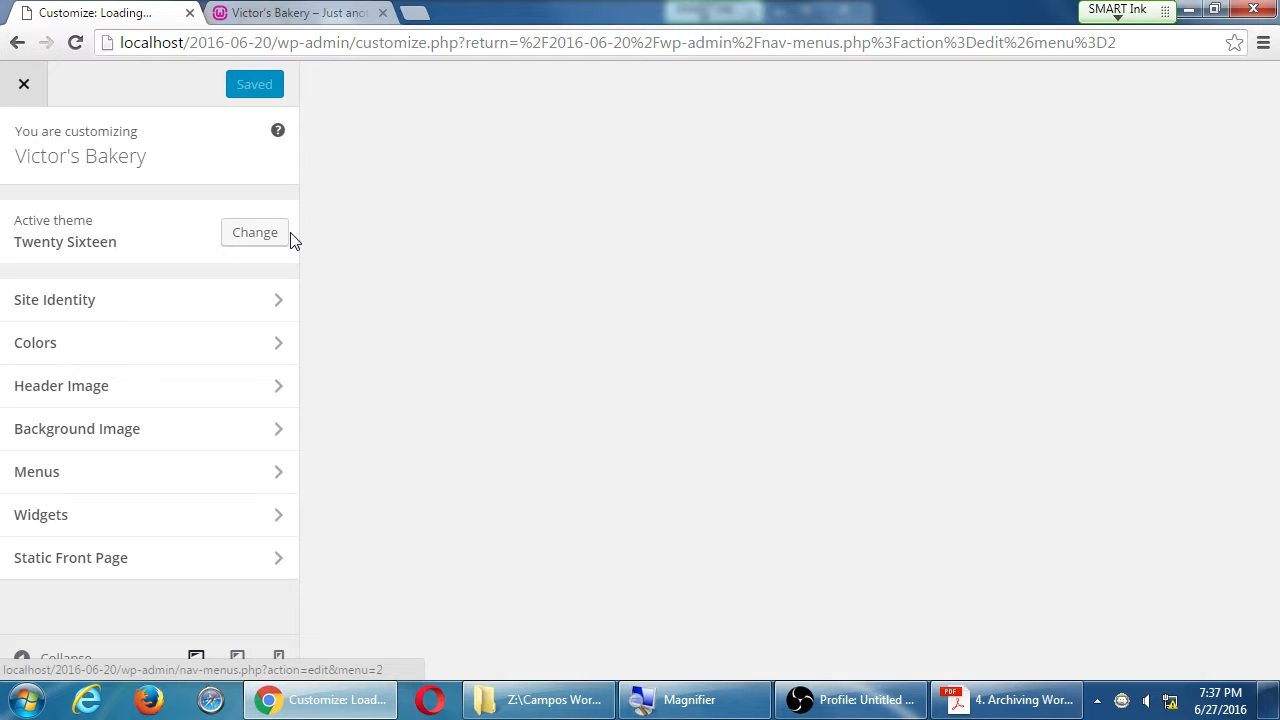 Customize: Loading...
Victor's Bakery – Just anot
SMART Ink
localhost/2016-06-20/wp-admin/customize.php?return=%2F2016-06-20%2Fwp-admin%2Fnav-menus.php%3Faction%3Dedit%26menu%3D2
Saved
You are customizing
Victor's Bakery
Active theme
Twenty Sixteen
Change
Site Identity
Colors
Header Image
Background Image
Menus
Widgets
Static Front Page
Collapse
localhost/2016-06-20/wp-admin/nav-menus.php?action=edit&menu=2
Customize: Load...
Z:\Campos Wor...
Magnifier
Profile: Untitled ...
PDF
4. Archiving Wor...
7:37 PM
6/27/2016